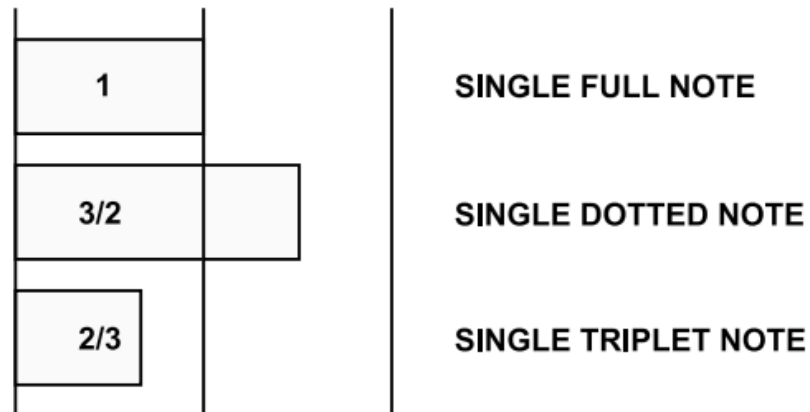 1 SINGLE FULL NOTE
3/2 SINGLE DOTTED NOTE
2/3 SINGLE TRIPLET NOTE